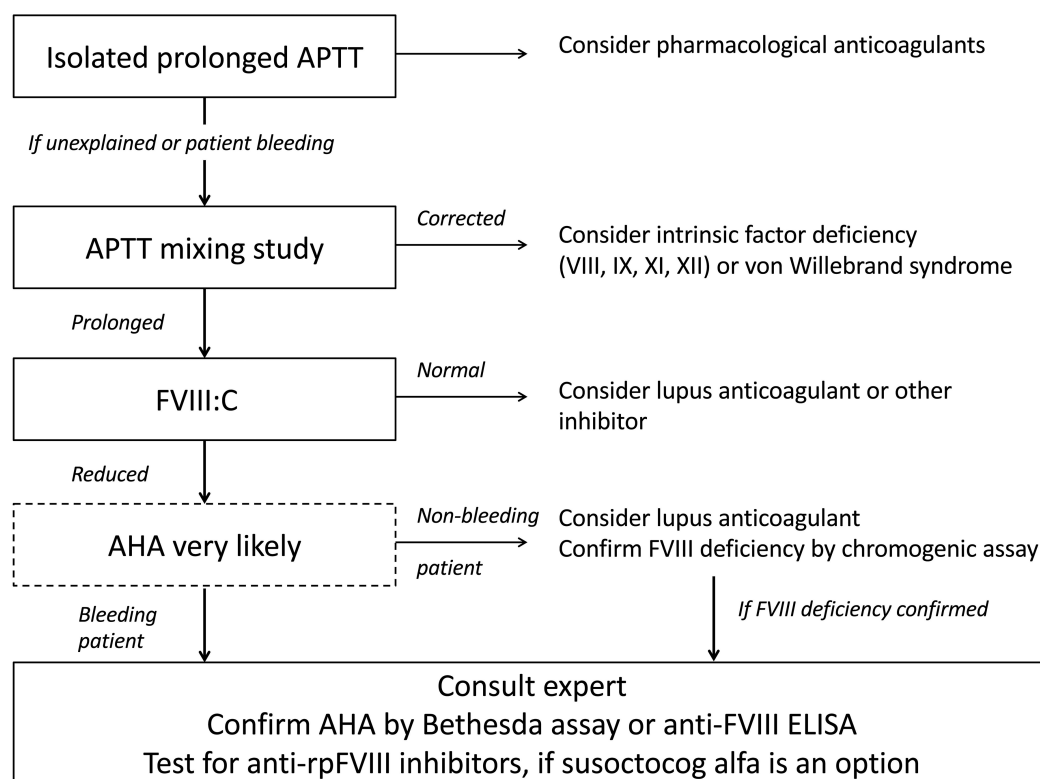 Isolated prolonged APTT
Consider pharmacological anticoagulants
If unexplained or patient bleeding
APTT mixing study
Corrected
Consider intrinsic factor deficiency
(VIII, IX, XI, XII) or von Willebrand syndrome
Prolonged
FVIII:C
Normal
Consider lupus anticoagulant or other
inhibitor
Reduced
AHA very likely
Non-bleeding
patient
Consider lupus anticoagulant
Confirm FVIII deficiency by chromogenic assay
Bleeding
patient
If FVIII deficiency confirmed
Consult expert
Confirm AHA by Bethesda assay or anti-FVIII ELISA
Test for anti-rpFVIII inhibitors, if susoctocog alfa is an option